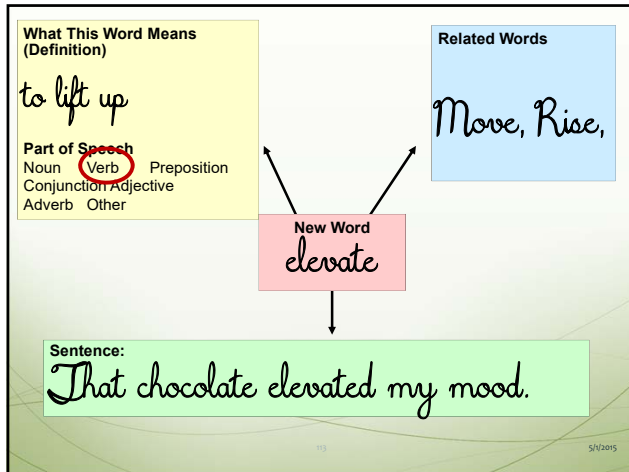 What This Word Means
(Definition)
to lift up
Part of Speech
Noun Verb Preposition
Conjunction Adjective
Adverb Other
Related Words
Move, Rise,
New Word
elevate
Sentence:
That chocolate elevated my mood.
113
5/1/2015